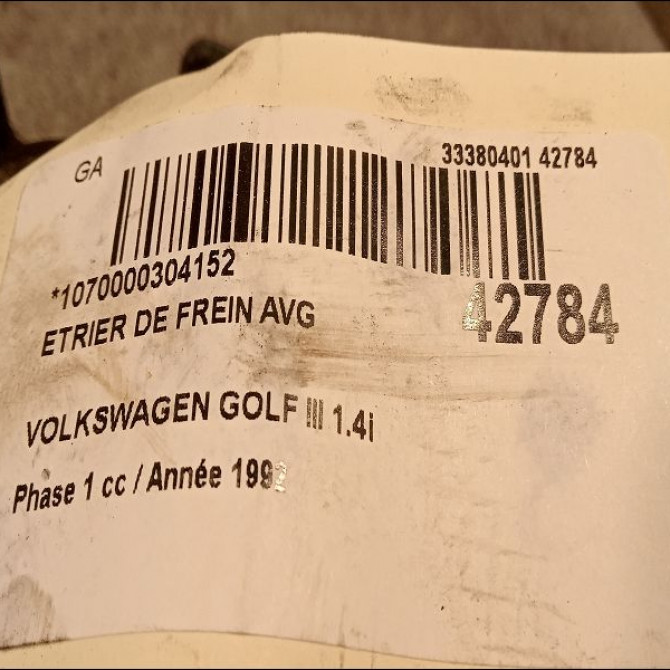 GA
33380401 42784
*1070000304152
42784
ETRIER DE FREIN AVG
VOLKSWAGEN GOLF III 1.4i
Phase 1 cc / Année